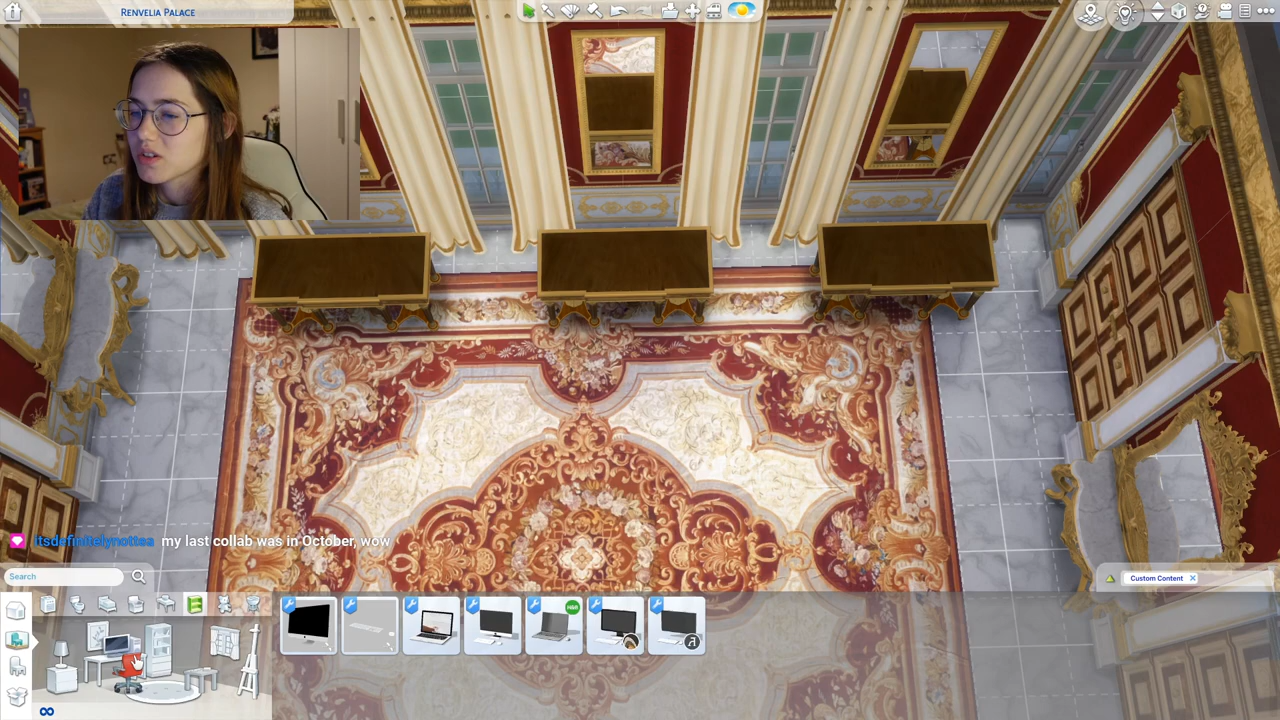 Renvelia Palace
itsdefinitelynottea my last collab was in October, wow
Search
Custom Content